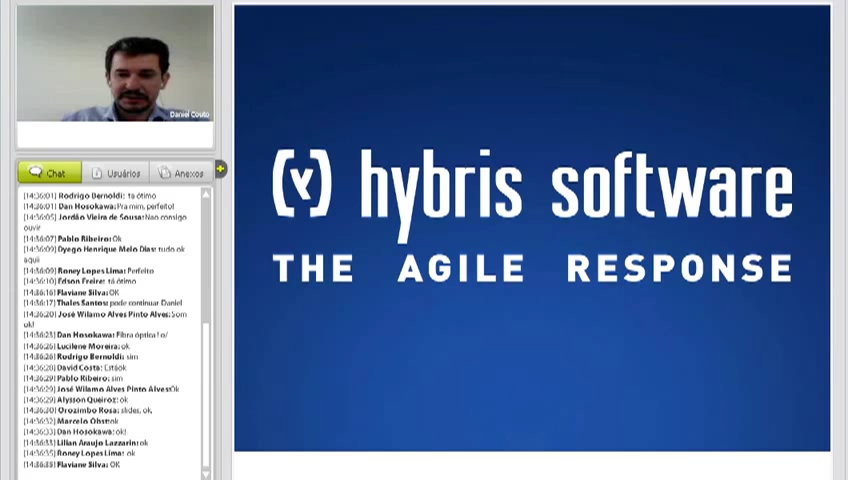 Daniel Couto
Chat
Usuários
Anexos
[14:36:01] Rodrigo Bernoldi: tá ótimo
[14:36:01] Dan Hosokawa: Pra mim, perfeito!
[14:36:05] Jordão Vieira de Sousa: Nao consigo
ouvir
[14:36:07] Pablo Ribeiro: Ok
[14:36:09] Dyego Henrique Melo Dias: tudo ok
aqui
[14:36:09] Roney Lopes Lima: Perfeito
[14:36:10] Edson Freire: tá ótimo
[14:36:16] Flaviane Silva: OK
[14:36:17] Thales Santos: pode continuar Daniel
[14:36:20] José Wilamo Alves Pinto Alves: Som
ok!
[14:36:23] Dan Hosokawa: Fibra óptica! o/
[14:36:26] Lucilene Moreira: ok
[14:36:26] Rodrigo Bernoldi: sim
[14:36:28] David Costa: Estáok
[14:36:29] Pablo Ribeiro: sim
[14:36:29] José Wilamo Alves Pinto Alves: Ok
[14:36:29] Alysson Queiroz: ok
[14:36:30] Orozimbo Rosa: slides, ok,
[14:36:32] Marcelo Obst: ok
[14:36:33] Dan Hosokawa: ok!
[14:36:33] Lilian Araujo Lazzarin: ok
[14:36:35] Roney Lopes Lima: ok
[14:36:35] Flaviane Silva: OK
(y) hybris software
THE AGILE RESPONSE